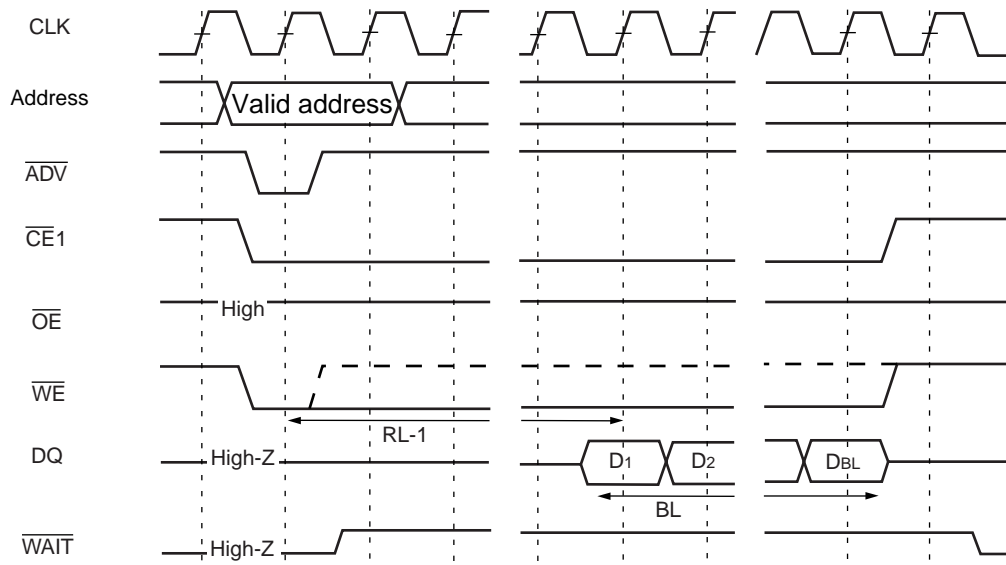 CLK
Address
Valid address
ADV
CE1
OE
High
WE
RL-1
DQ
High-Z
D1
D2
DBL
BL
WAIT
High-Z